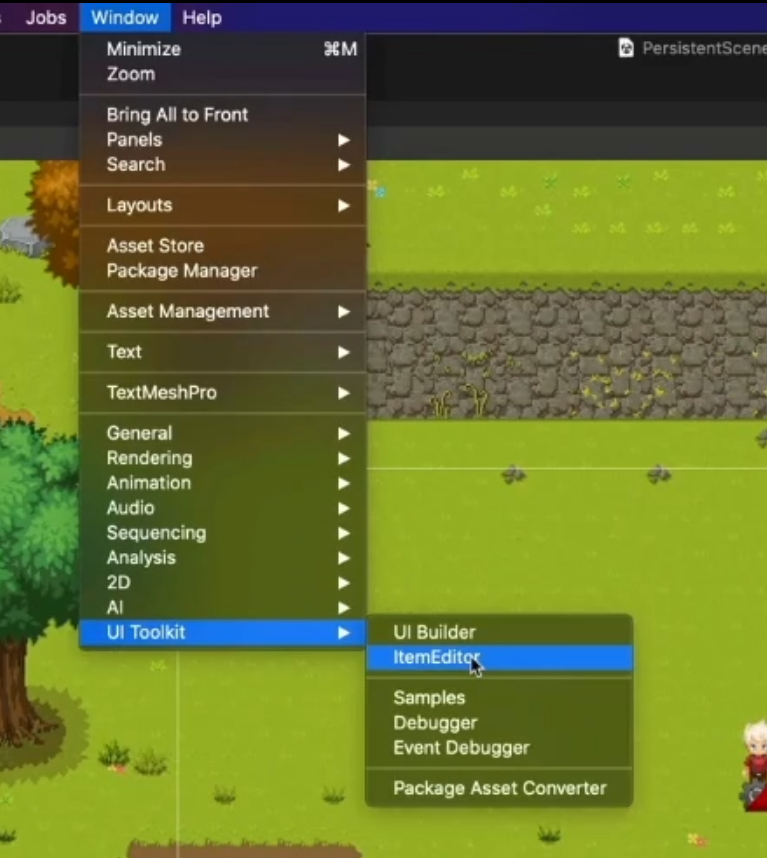 Jobs Window Help
PersistentScene
Minimize ⌘M
Zoom
Bring All to Front
Panels
Search
Layouts
Asset Store
Package Manager
Asset Management
Text
TextMeshPro
General
Rendering
Animation
Audio
Sequencing
Analysis
2D
AI
UI Toolkit
UI Builder
ItemEditor
Samples
Debugger
Event Debugger
Package Asset Converter